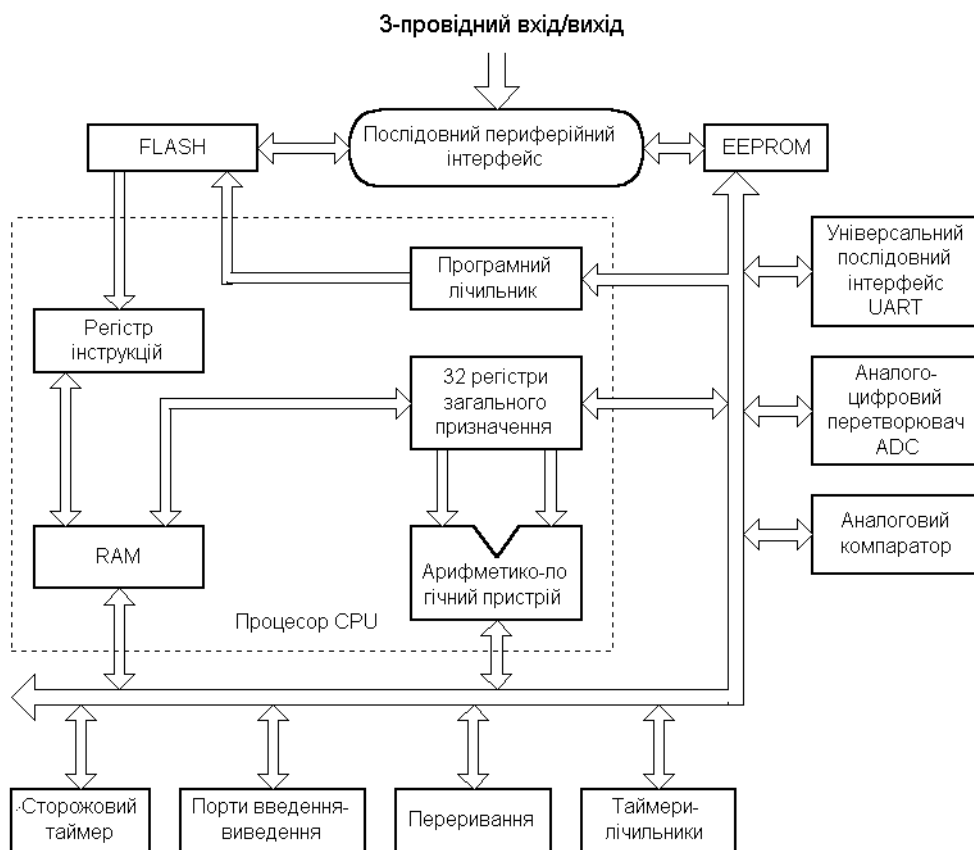 3-провідний вхід/вихід
FLASH
Послідовний периферійний
інтерфейс
EEPROM
Програмний
лічильник
Універсальний
послідовний
інтерфейс
UART
Регістр
інструкцій
32 регістри
загального
призначення
Аналого-
цифровий
перетворювач
ADC
RAM
Арифметико-ло
гічний пристрій
Аналоговий
компаратор
Процесор CPU
Сторожовий
таймер
Порти введення-
виведення
Переривання
Таймери-
лічильники